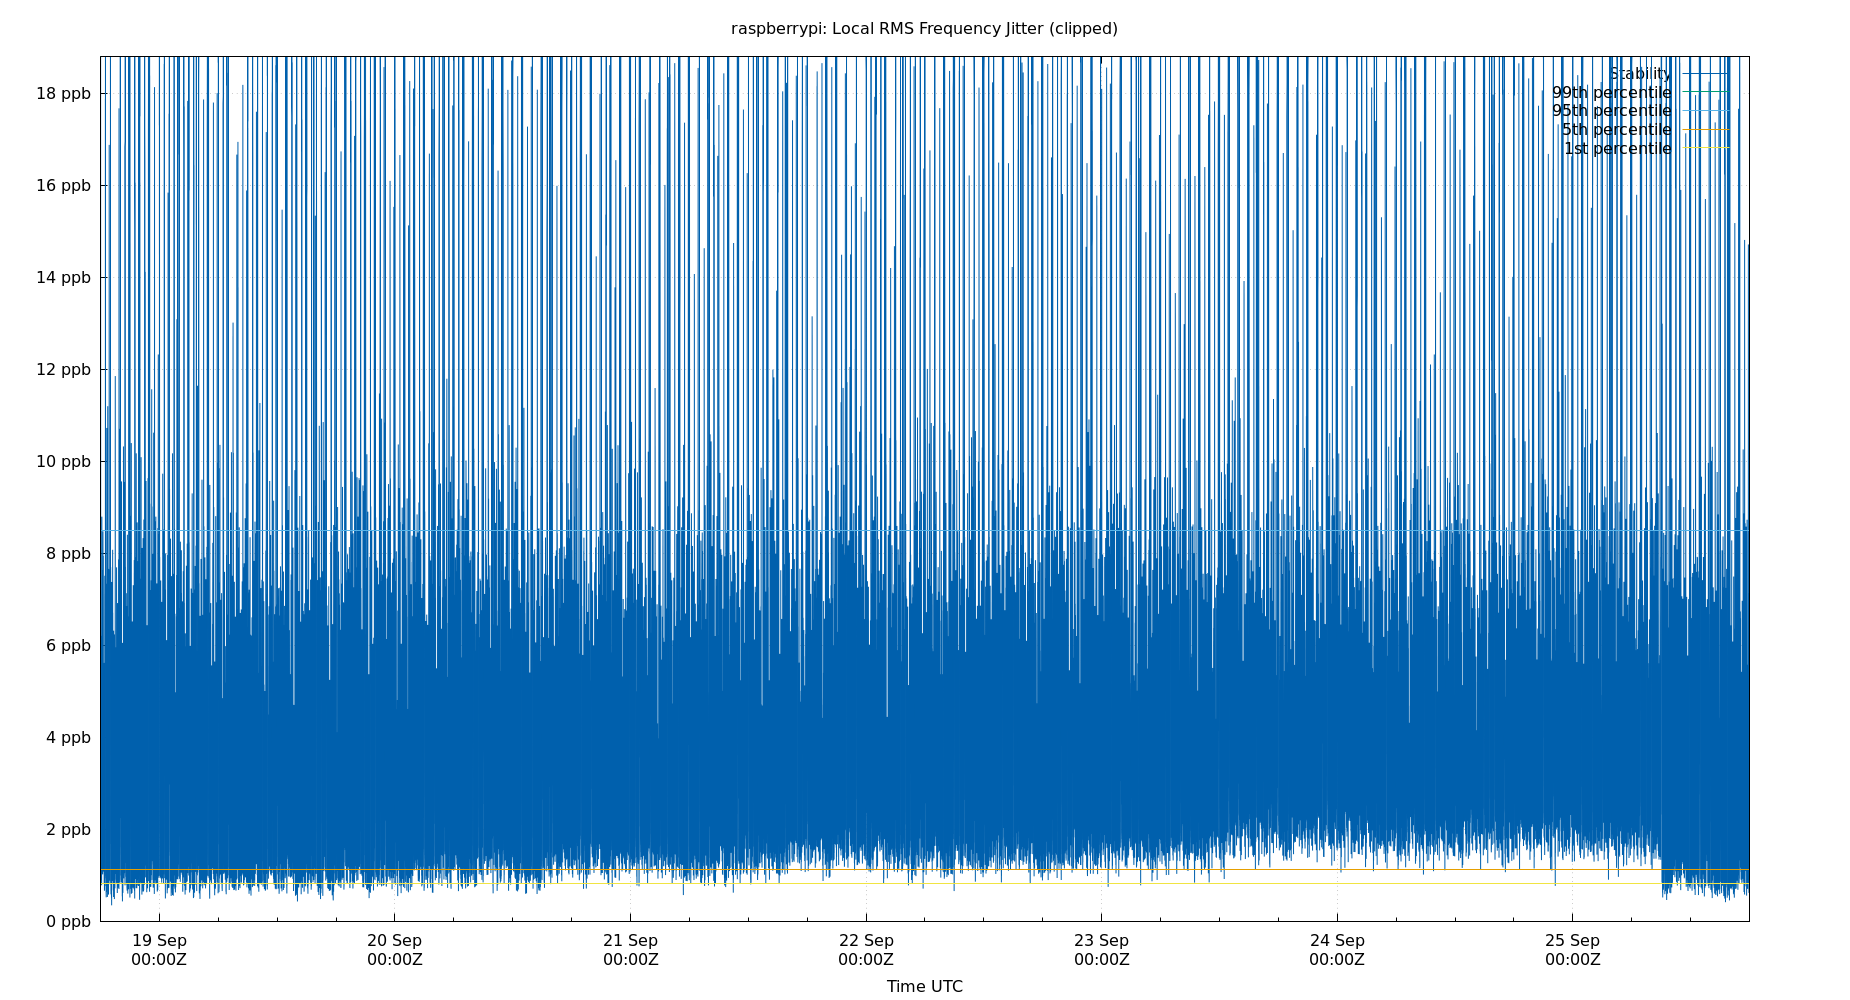 raspberrypi: Local RMS Frequency Jitter (clipped)
Stability
99th percentile
95th percentile
5th percentile
1st percentile
18 ppb
16 ppb
14 ppb
12 ppb
10 ppb
8 ppb
6 ppb
4 ppb
2 ppb
0 ppb
19 Sep 20 Sep 21 Sep 22 Sep 23 Sep 24 Sep 25 Sep
00:00Z 00:00Z 00:00Z 00:00Z 00:00Z 00:00Z 00:00Z
Time UTC